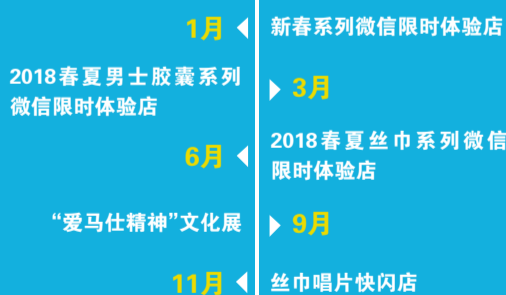 1月
新春系列微信限时体验店
2018春夏男士胶囊系列
微信限时体验店
3月
6月
2018春夏丝巾系列微信
限时体验店
“爱马仕精神”文化展
9月
11月
丝巾唱片快闪店